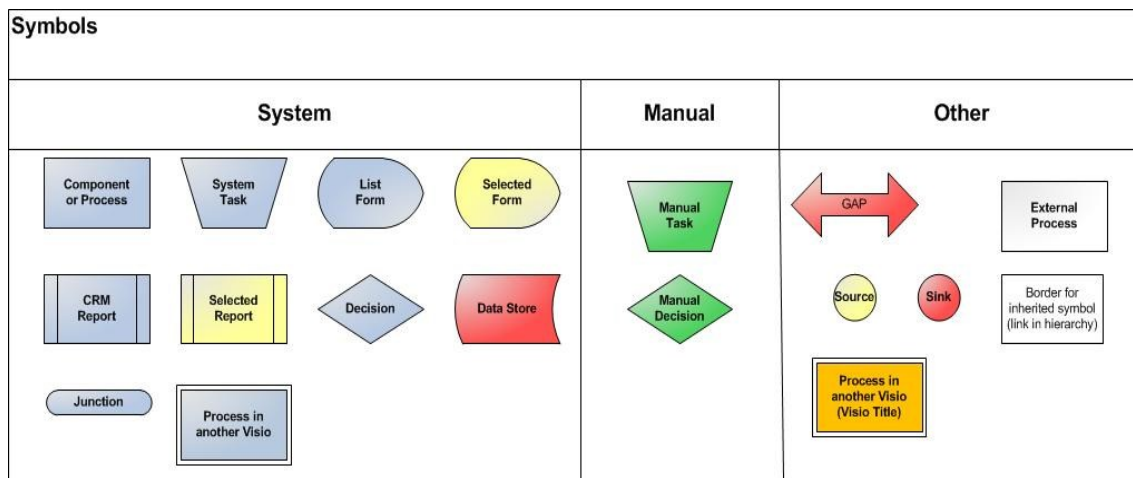 Symbols
System
Manual
Other
Component
or Process
System
Task
List
Form
Selected
Form
Manual
Task
GAP
External
Process
CRM
Report
Selected
Report
Decision
Data Store
Manual
Decision
Source
Sink
Border for
inherited symbol
(link in hierarchy)
Junction
Process in
another Visio
Process in
another Visio
(Visio Title)